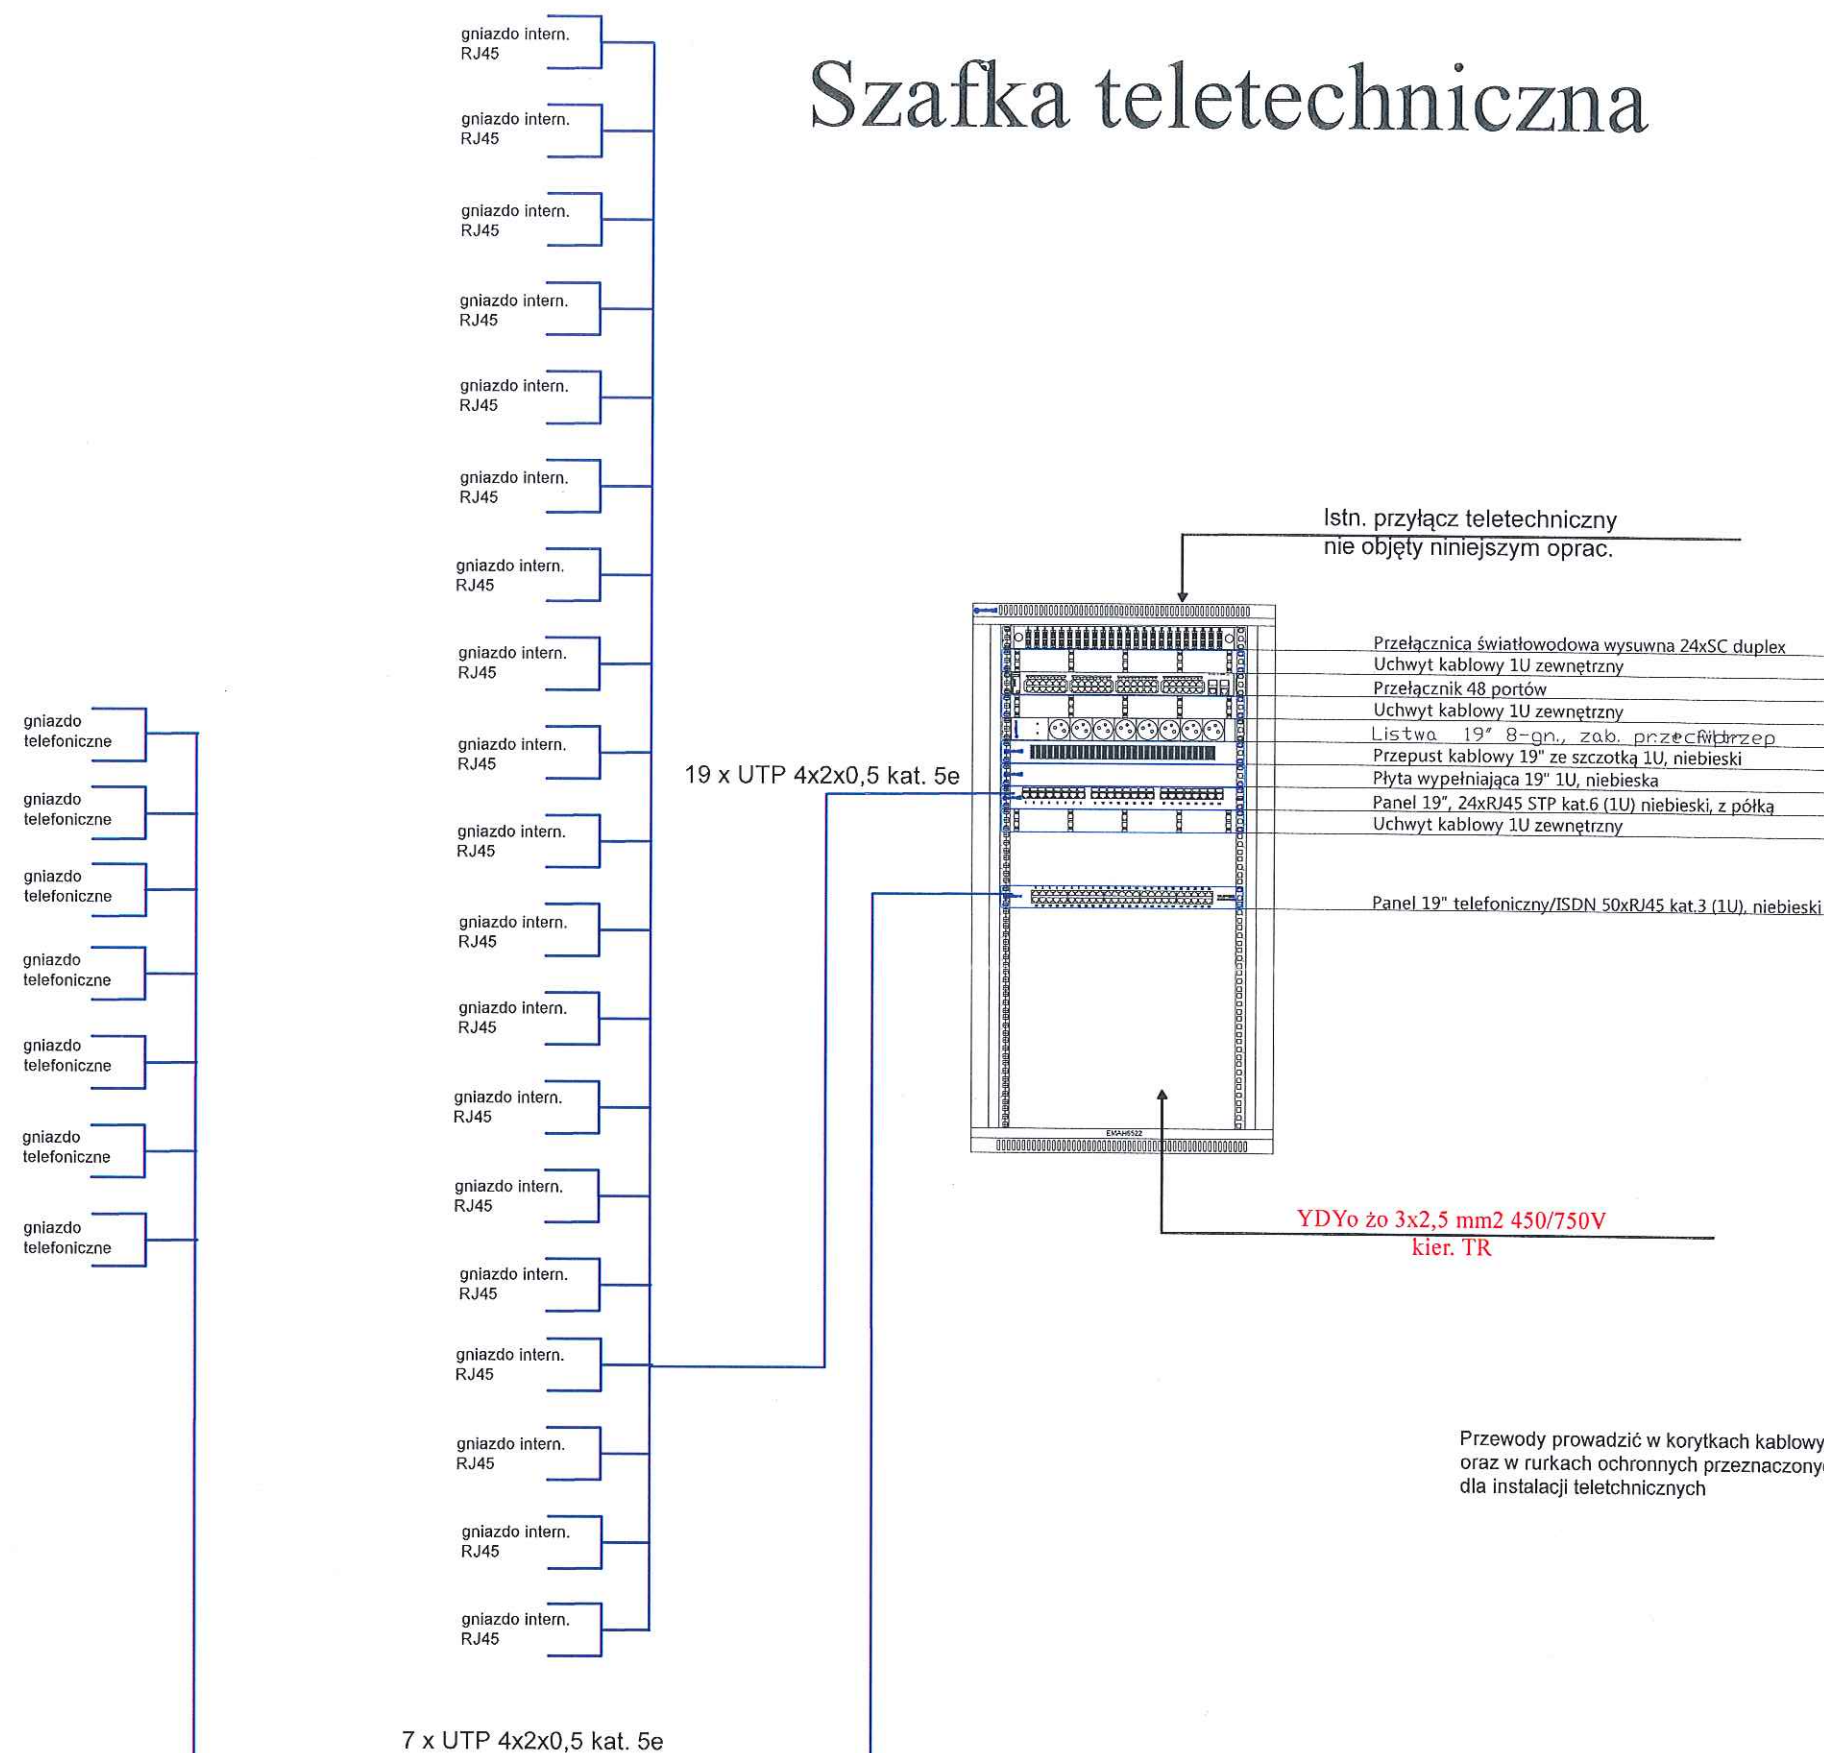 Szafka teletechniczna
gniazdo intern.
RJ45
gniazdo intern.
RJ45
gniazdo intern.
RJ45
gniazdo intern.
RJ45
gniazdo intern.
RJ45
gniazdo intern.
RJ45
gniazdo intern.
RJ45
gniazdo intern.
RJ45
gniazdo intern.
RJ45
gniazdo intern.
RJ45
gniazdo intern.
RJ45
gniazdo intern.
RJ45
gniazdo intern.
RJ45
gniazdo intern.
RJ45
gniazdo intern.
RJ45
gniazdo intern.
RJ45
gniazdo intern.
RJ45
gniazdo intern.
RJ45
gniazdo intern.
RJ45
gniazdo
telefoniczne
gniazdo
telefoniczne
gniazdo
telefoniczne
gniazdo
telefoniczne
gniazdo
telefoniczne
gniazdo
telefoniczne
gniazdo
telefoniczne
19 x UTP 4x2x0,5 kat. 5e
7 x UTP 4x2x0,5 kat. 5e
Istn. przyłącz teletechniczny
nie objęty niniejszym oprac.
Przełącznica światłowodowa wysuwna 24xSC duplex
Uchwyt kablowy 1U zewnętrzny
Przełącznik 48 portów
Uchwyt kablowy 1U zewnętrzny
Listwa 19" 8-gn., zab.
Przepust kablowy 19" ze szczotką 1U, niebieski
Płyta wypełniająca 19" 1U, niebieska
Panel 19", 24xRJ45 STP kat.6 (1U) niebieski, z półką
Uchwyt kablowy 1U zewnętrzny
Panel 19" telefoniczny/ISDN 50xRJ45 kat.3 (1U), niebieski
YDYo żo 3x2,5 mm2 450/750V
kier. TR
Przewody prowadzić w korytkach kablowy
oraz w rurkach ochronnych przeznaczony
dla instalacji teletchnicznych